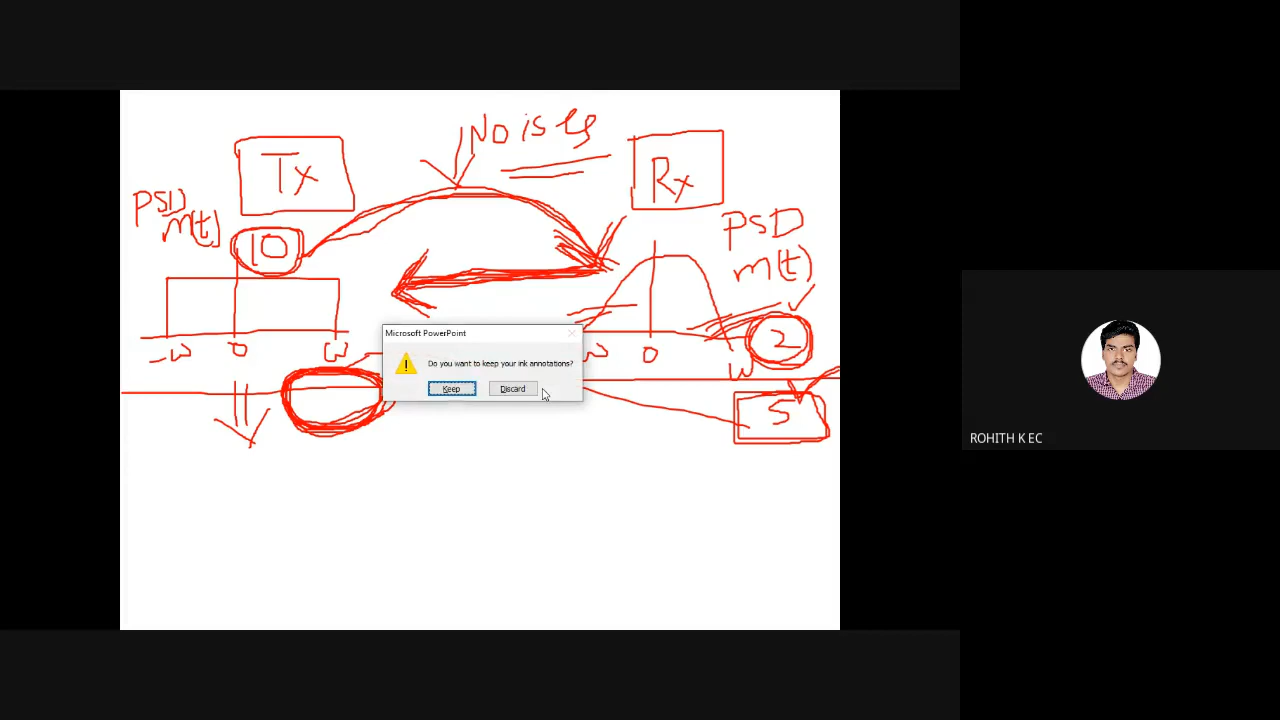 Noise
Tx
Rx
PSD
m(t)
10
PSD
m(t)
-W 0 W
W 0 W
2
Microsoft PowerPoint
Do you want to keep your ink annotations?
Keep Discard
5
ROHITH K EC